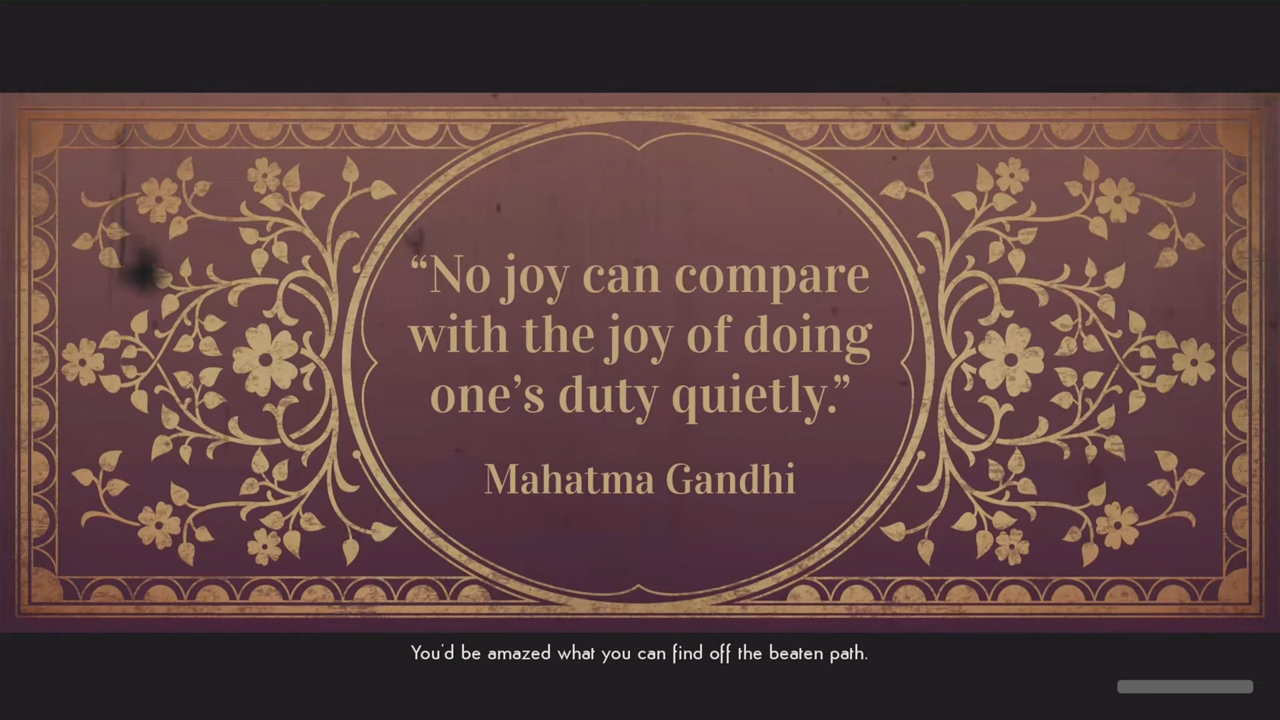 “No joy can compare
with the joy of doing
one’s duty quietly.”
Mahatma Gandhi
You'd be amazed what you can find off the beaten path.